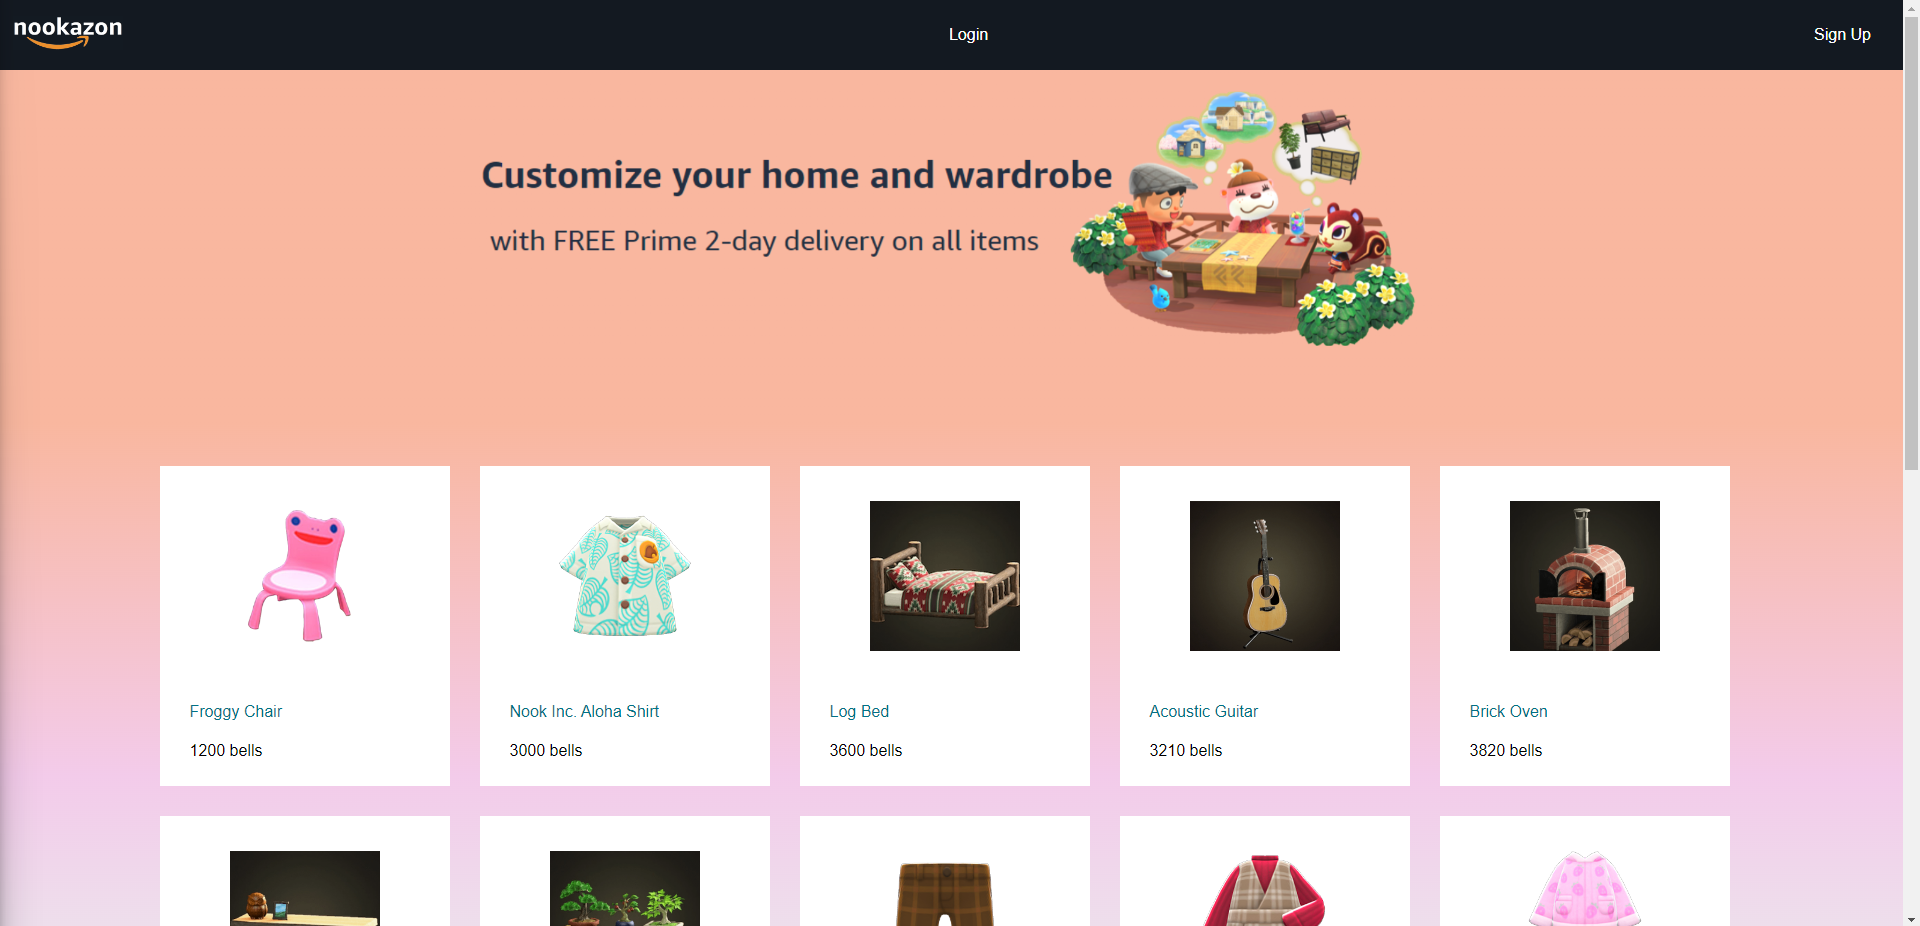 nookazon
Login
Sign Up
Customize your home and wardrobe
with FREE Prime 2-day delivery on all items
Froggy Chair
1200 bells
Nook Inc. Aloha Shirt
3000 bells
Log Bed
3600 bells
Acoustic Guitar
3210 bells
Brick Oven
3820 bells